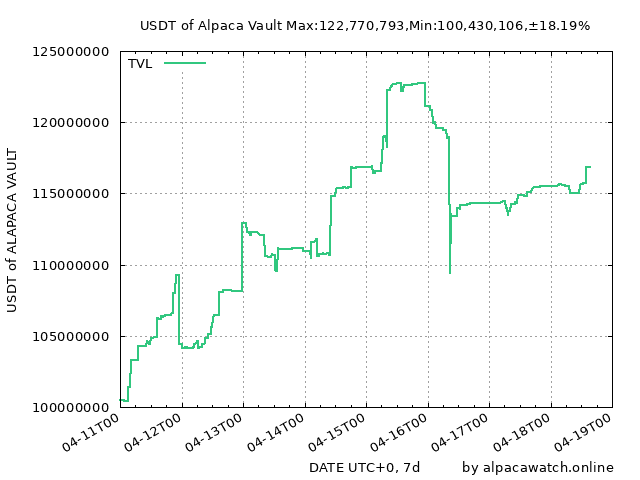 USDT of Alpaca Vault Max:122,770,793,Min:100,430,106,±18.19%
TVL
125000000
120000000
115000000
110000000
105000000
100000000
USDT of ALAPACA VAULT
04-11T00
04-12T00
04-13T00
04-14T00
04-15T00
04-16T00
04-17T00
04-18T00
04-19T00
DATE UTC+0, 7d
by alpacawatch.online